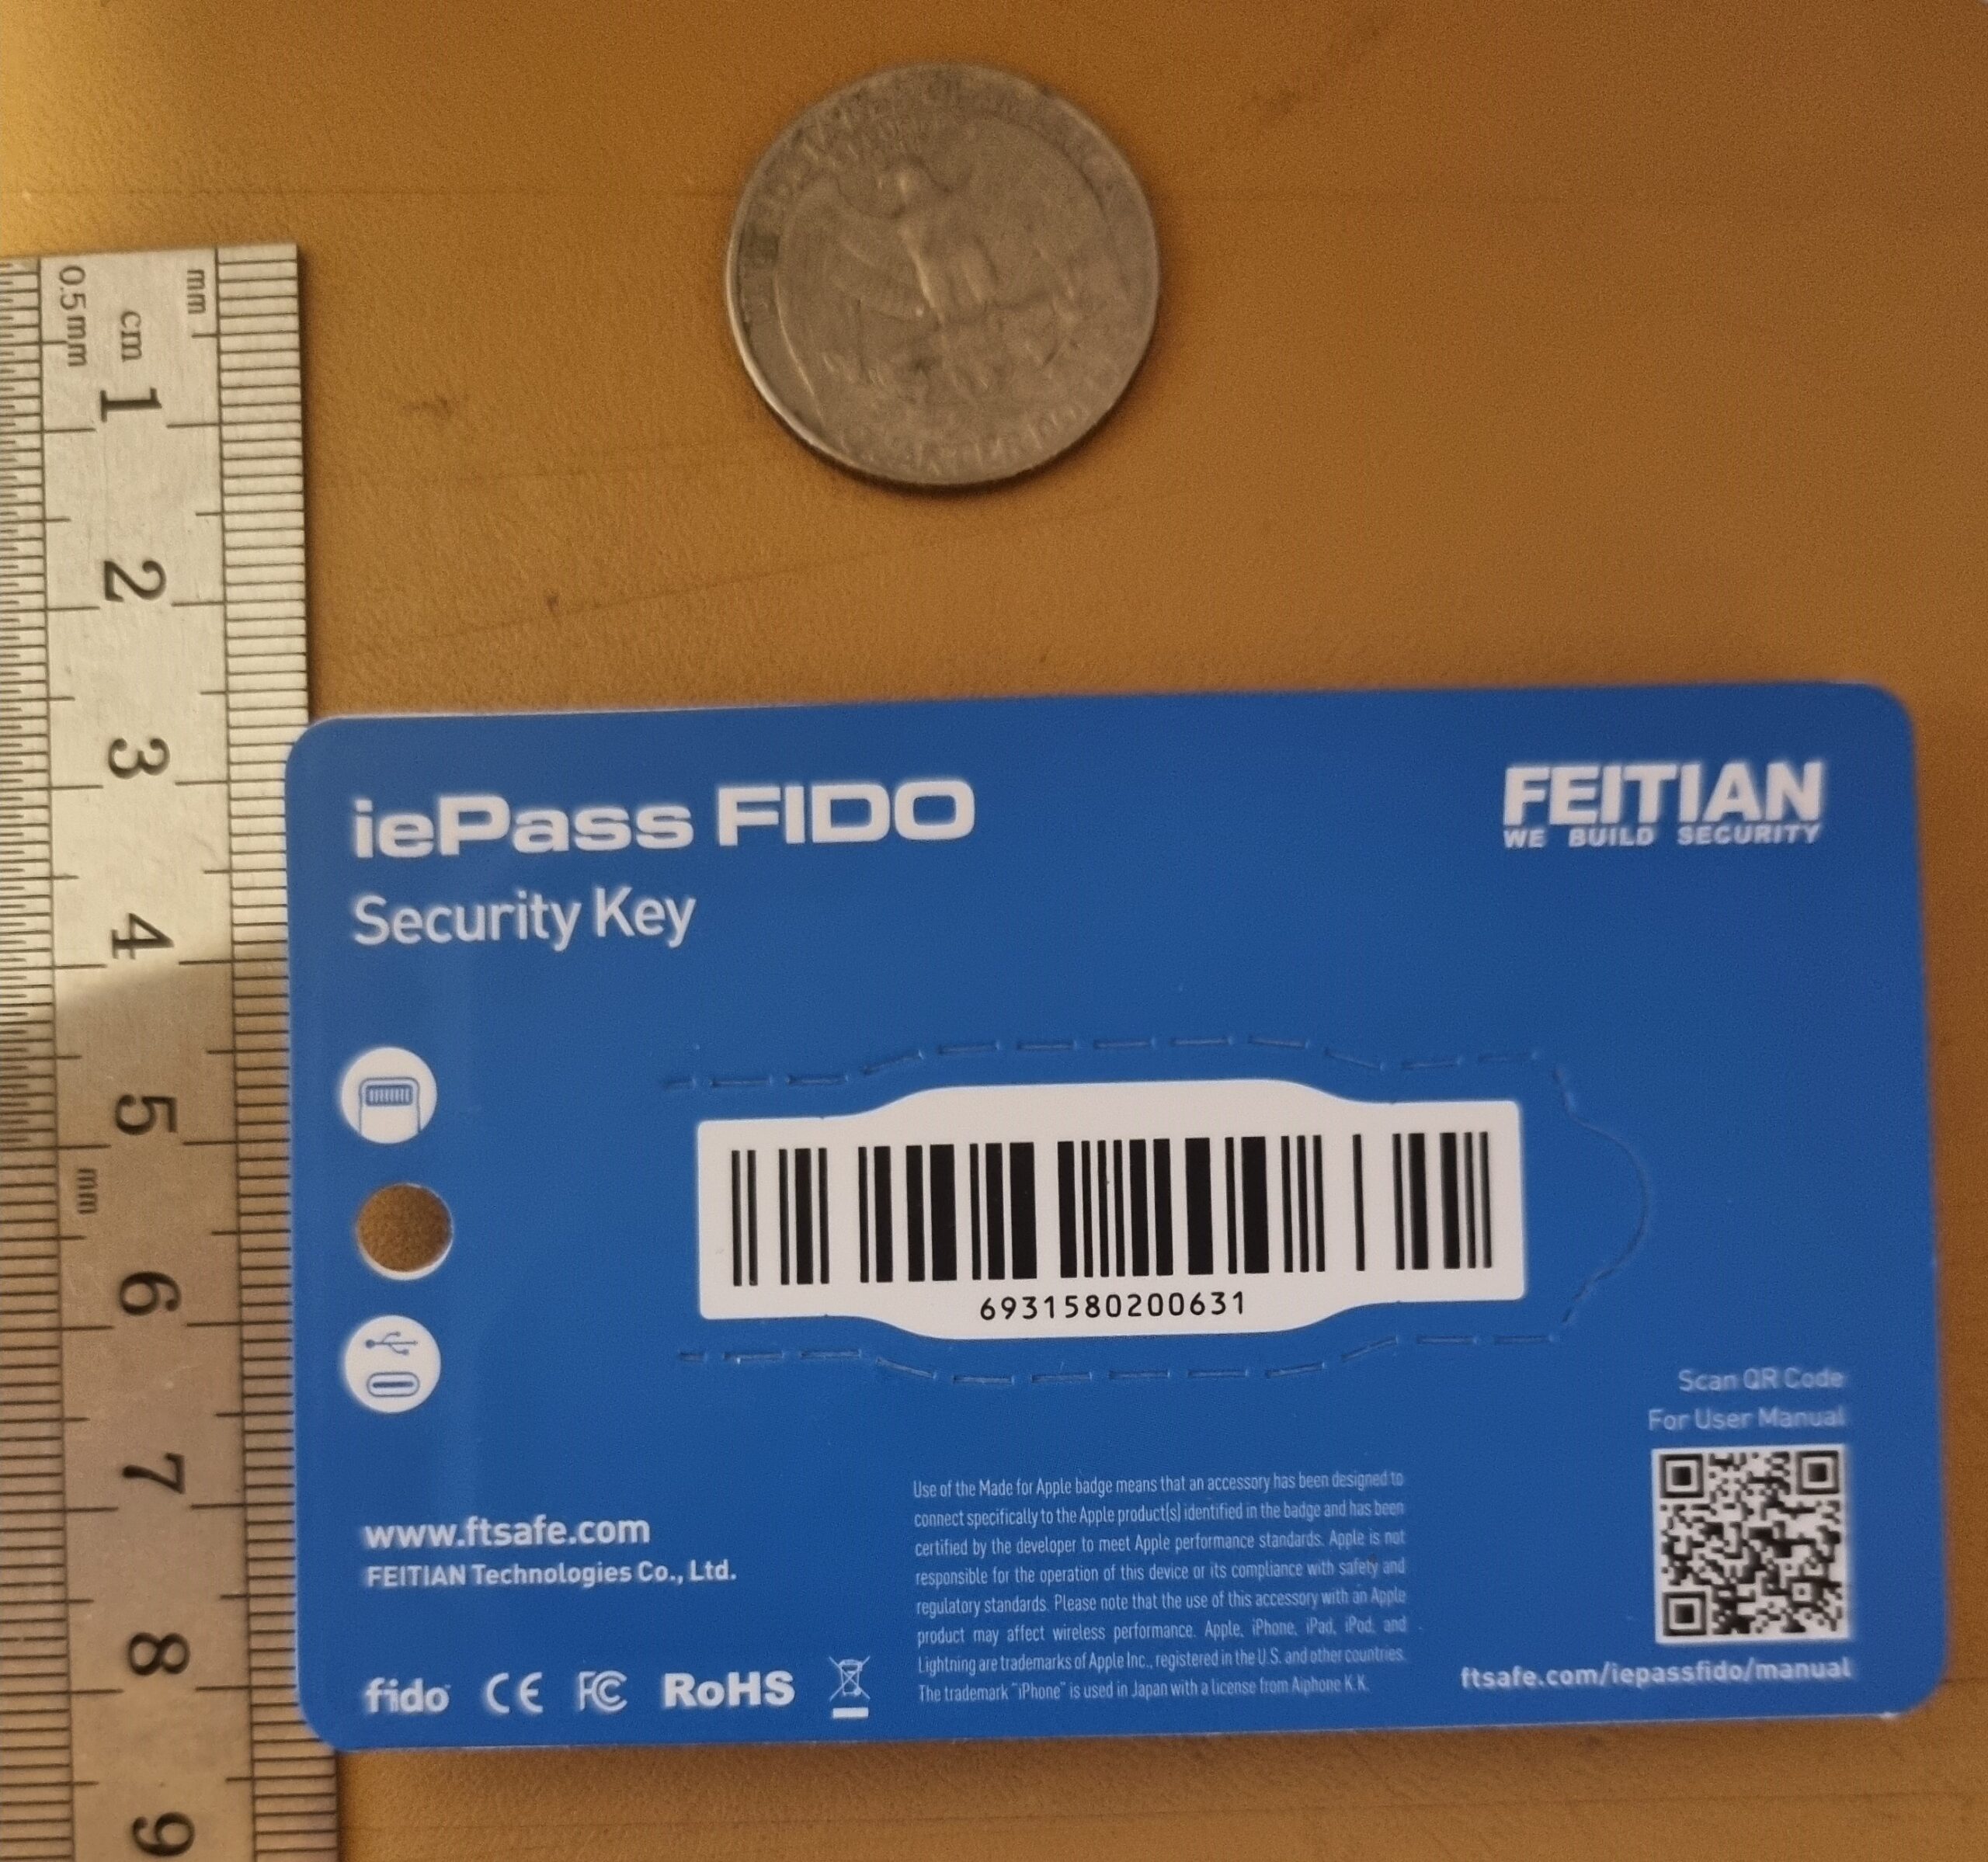 0.5mm
cm
mm
1
2
3
4
5
mm
6
7
8
9
iePass FIDO
Security Key
FEITIAN
WE BUILD SECURITY
6931580200631
Scan QR Code
For User Manual
www.ftsafe.com
FEITIAN Technologies Co., Ltd.
fido CE FC RoHS
Use of the Made for Apple badge means that an accessory has been designed to
connect specifically to the Apple product(s) identified in the badge and has been
certified by the developer to meet Apple performance standards. Apple is not
responsible for the operation of this device or its compliance with safety and
regulatory standards. Please note that the use of this accessory with an Apple
product may affect wireless performance. Apple, iPhone, iPad, iPod, and
Lightning are trademarks of Apple Inc., registered in the U.S. and other countries.
The trademark "iPhone" is used in Japan with a license from Aiphone K.K.
ftsafe.com/iepassfido/manual